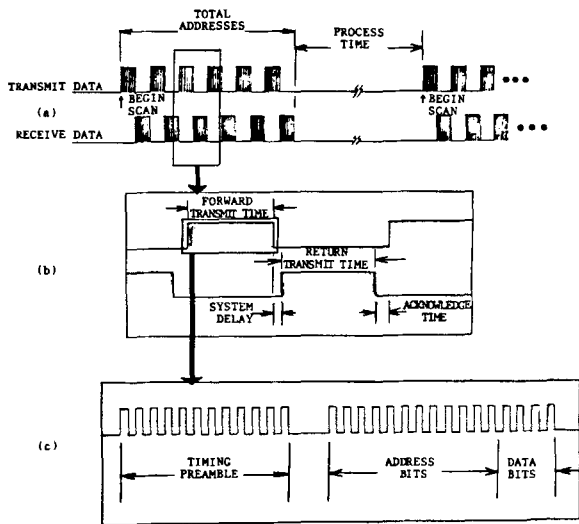 TOTAL
ADDRESSES
PROCESS
TIME
TRANSMIT DATA
BEGIN
SCAN
BEGIN
SCAN
(a)
RECEIVE DATA
FORWARD
TRANSMIT TIME
(b)
RETURN
TRANSMIT TIME
SYSTEM
DELAY
ACKNOWLEDGE
TIME
(c)
TIMING
PREAMBLE
ADDRESS
BITS
DATA
BITS